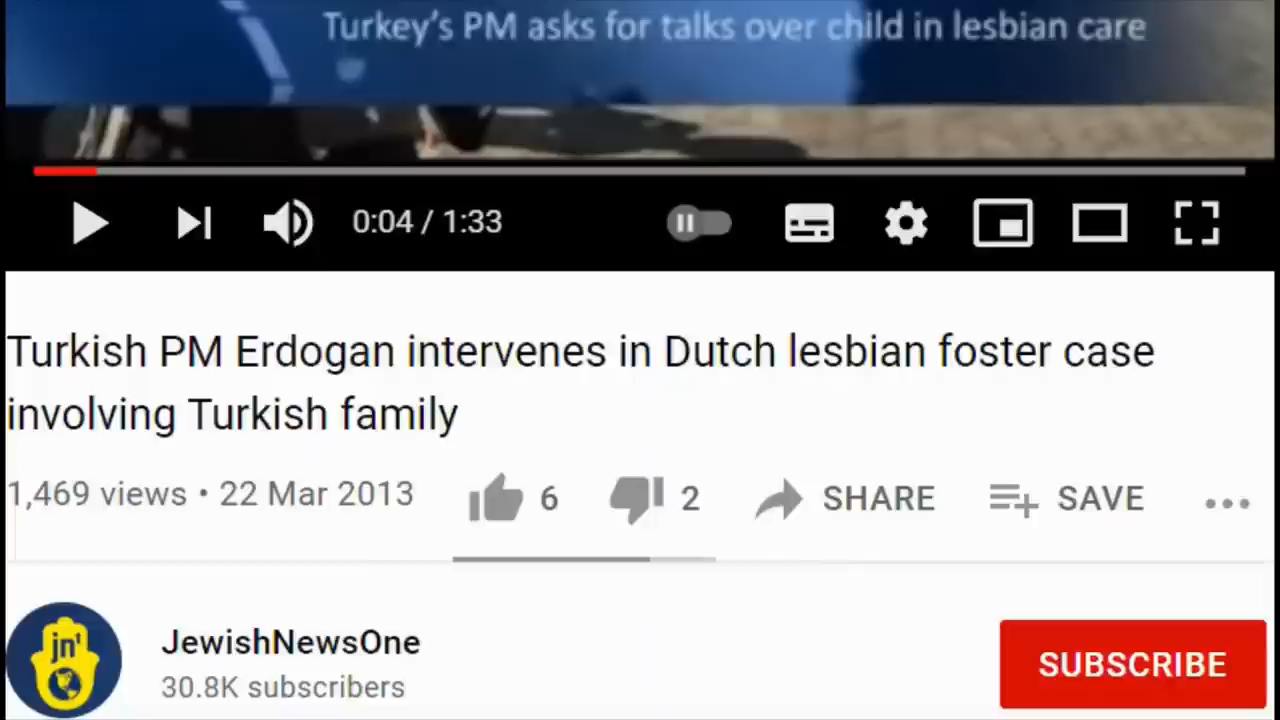 Turkey's PM asks for talks over child in lesbian care
0:04 / 1:33
Turkish PM Erdogan intervenes in Dutch lesbian foster case
involving Turkish family
1,469 views • 22 Mar 2013 6 2 SHARE SAVE
jn1
JewishNewsOne
30.8K subscribers
SUBSCRIBE